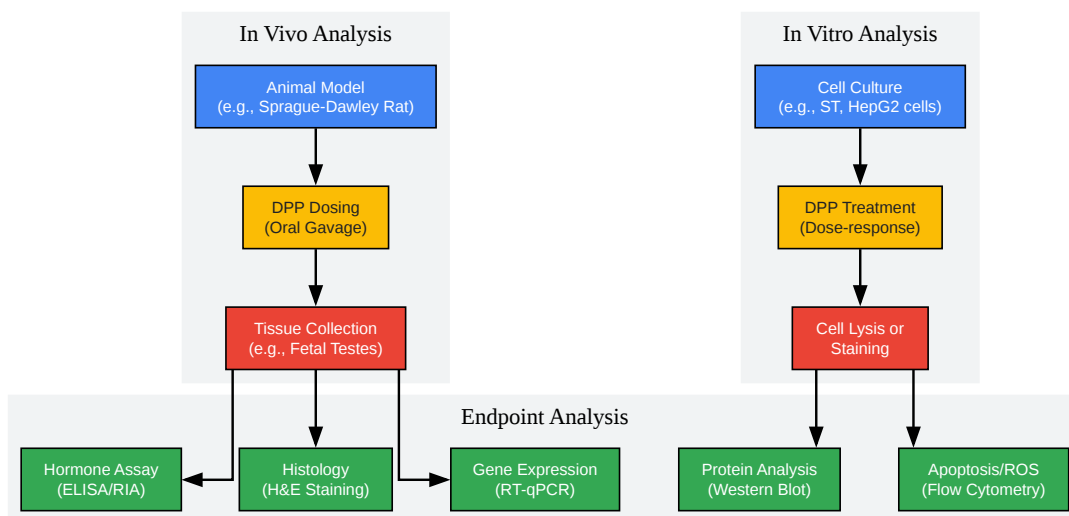 In Vivo Analysis
Animal Model
(e.g., Sprague-Dawley Rat)
DPP Dosing
(Oral Gavage)
Tissue Collection
(e.g., Fetal Testes)
In Vitro Analysis
Cell Culture
(e.g., ST, HepG2 cells)
DPP Treatment
(Dose-response)
Cell Lysis or
Staining
Endpoint Analysis
Hormone Assay
(ELISA/RIA)
Histology
(H&E Staining)
Gene Expression
(RT-qPCR)
Protein Analysis
(Western Blot)
Apoptosis/ROS
(Flow Cytometry)